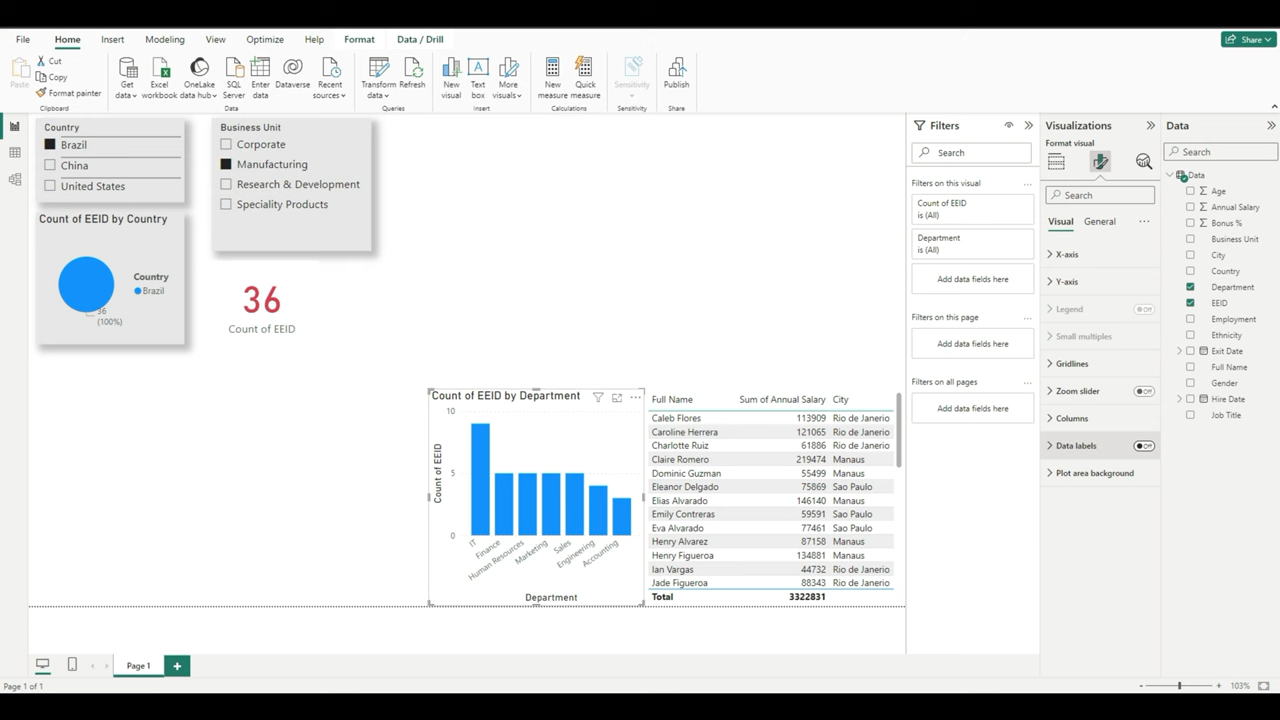 File Home Insert Modeling View Optimize Help Format Data / Drill Share
Paste Cut Copy Format painter
Get data Excel workbook OneLake data hub SQL Server Enter data Dataverse Recent sources Transform data Refresh New visual Text box More visuals New measure Quick measure Sensitivity Publish
Clipboard Data Queries Insert Calculations Sensitivity Share
Country
Brazil
China
United States
Business Unit
Corporate
Manufacturing
Research & Development
Speciality Products
Count of EEID by Country
Country
Brazil
36
(100%)
36
Count of EEID
Count of EEID by Department
Count of EEID
10
5
0
IT Finance Human Resources Marketing Sales Engineering Accounting
Department
Full Name Sum of Annual Salary City
Caleb Flores 113909 Rio de Janerio
Caroline Herrera 121065 Rio de Janerio
Charlotte Ruiz 61886 Rio de Janerio
Claire Romero 219474 Manaus
Dominic Guzman 55499 Manaus
Eleanor Delgado 75869 Sao Paulo
Elias Alvarado 146140 Manaus
Emily Contreras 59591 Sao Paulo
Eva Alvarado 77461 Sao Paulo
Henry Alvarez 87158 Manaus
Henry Figueroa 134881 Manaus
Ian Vargas 44732 Rio de Janerio
Jade Figueroa 88343 Rio de Janerio
Total 3322831
Filters
Search
Filters on this visual
Count of EEID
is (All)
Department
is (All)
Add data fields here
Filters on this page
Add data fields here
Filters on all pages
Add data fields here
Visualizations
Format visual
Search
Visual General
X-axis
Y-axis
Legend Off
Small multiples
Gridlines
Zoom slider Off
Columns
Data labels Off
Plot area background
Data
Search
Data
Age
Annual Salary
Bonus %
Business Unit
City
Country
Department
EEID
Employment
Ethnicity
Exit Date
Full Name
Gender
Hire Date
Job Title
Page 1
Page 1 of 1
103%